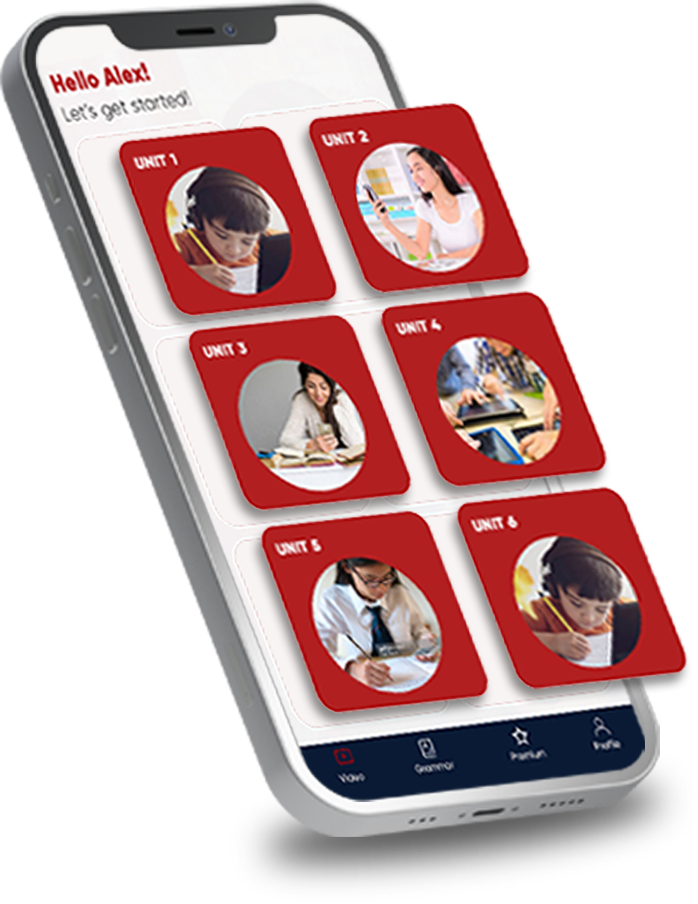 Hello Alex!
Let's get started!
UNIT 1
UNIT 2
UNIT 3
UNIT 4
UNIT 5
UNIT 6
Video
Grammar
Premium
Profile